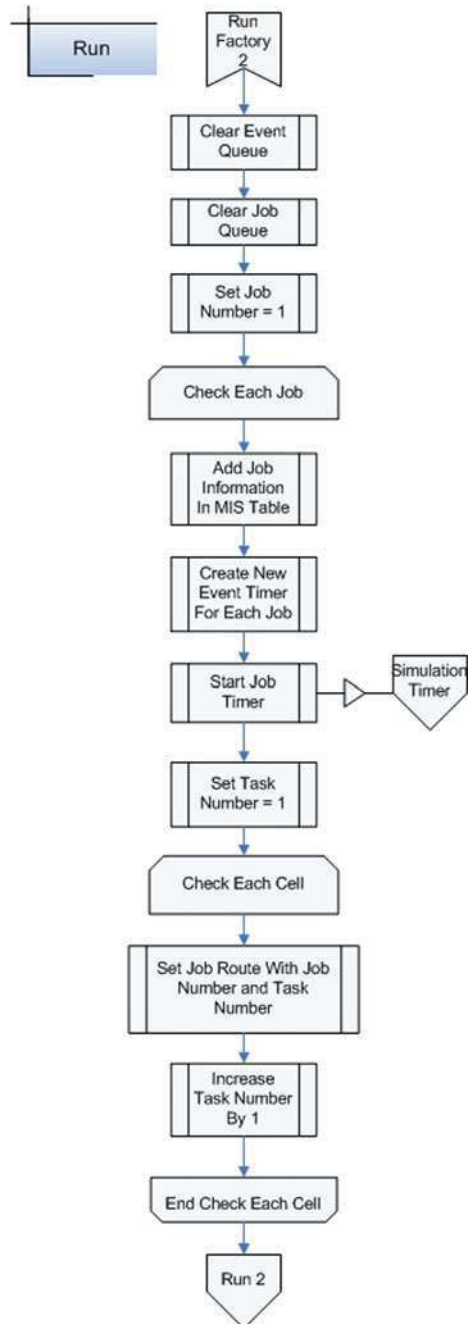 Run
Run
Factory
2
Clear Event
Queue
Clear Job
Queue
Set Job
Number = 1
Check Each Job
Add Job
Information
In MIS Table
Create New
Event Timer
For Each Job
Start Job
Timer
Simulation
Timer
Set Task
Number = 1
Check Each Cell
Set Job Route With Job
Number and Task
Number
Increase
Task Number
By 1
End Check Each Cell
Run 2